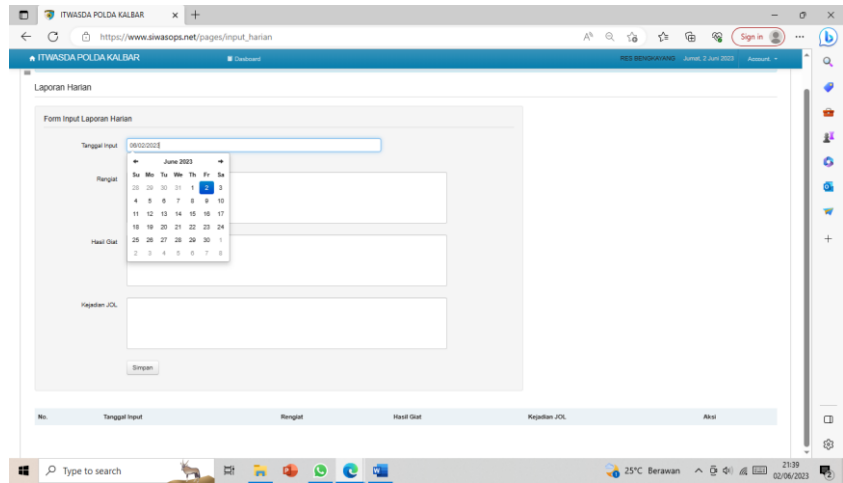 ITWASDA POLDA KALBAR
https://www.siwasops.net/pages/input_harian
Sign in
ITWASDA POLDA KALBAR Dasboard RES BENGKAYANG Jumat, 2 Juni 2023 Account
Laporan Harian
Form Input Laporan Harian
Tanggal Input 06/02/2023
June 2023
Su Mo Tu We Th Fr Sa
28 29 30 31 1 2 3
4 5 6 7 8 9 10
11 12 13 14 15 16 17
18 19 20 21 22 23 24
25 26 27 28 29 30 1
2 3 4 5 6 7 8
Rengiat
Hasil Giat
Kejadian JOL
Simpan
No. Tanggal Input Rengiat Hasil Giat Kejadian JOL Aksi
Type to search
25°C Berawan
21:39
02/06/2023
2